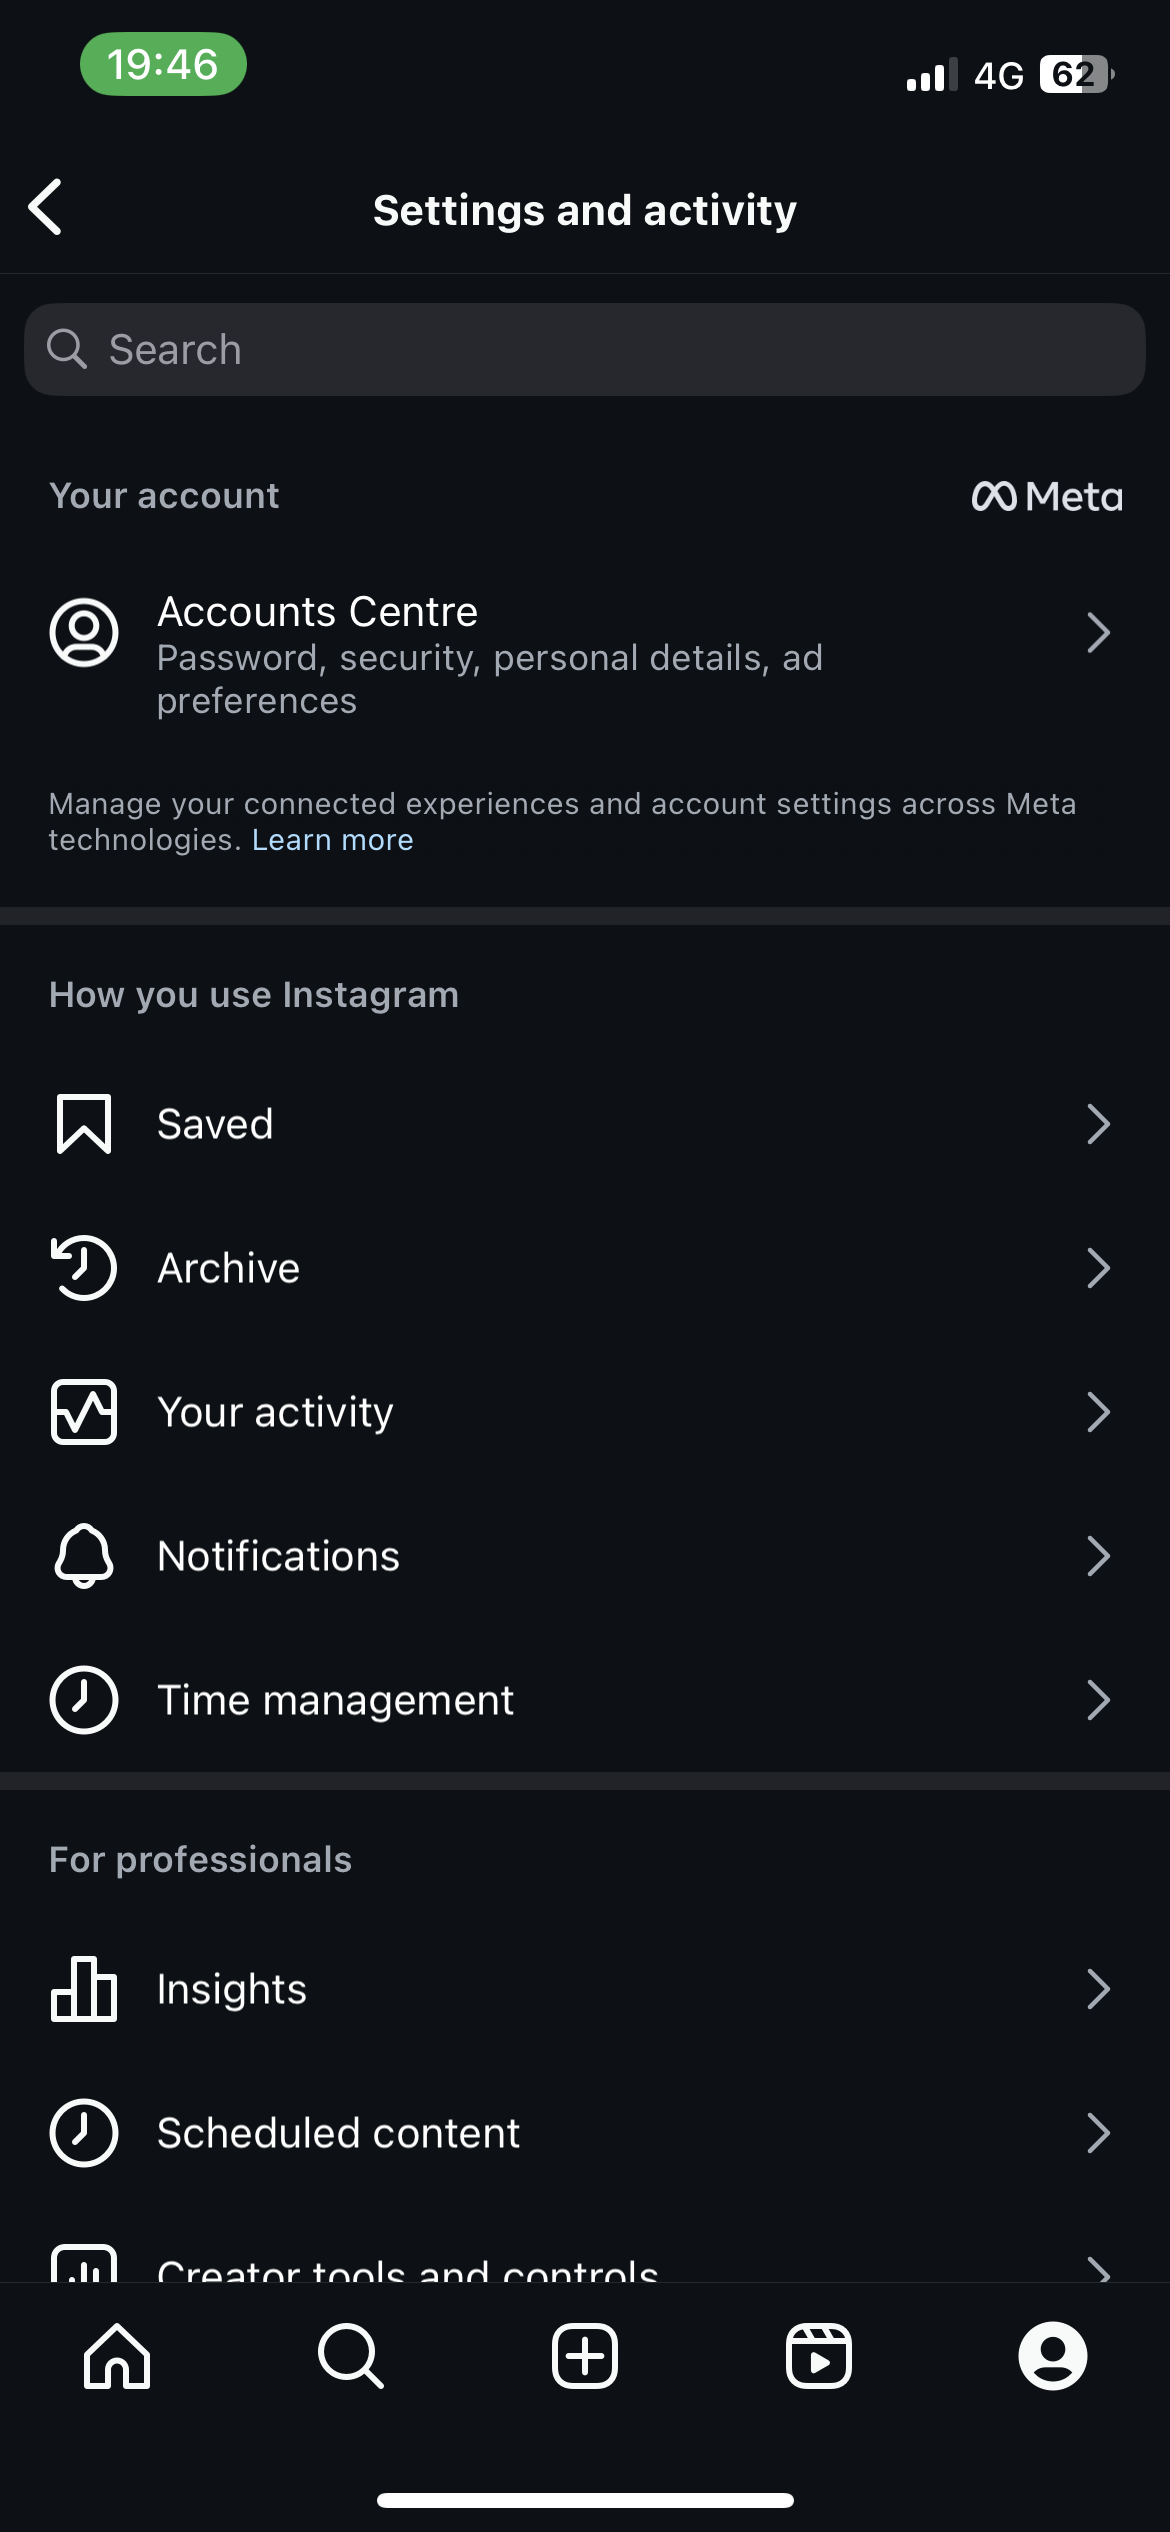 19:46
4G 62
Settings and activity
Search
Your account
Meta
Accounts Centre
Password, security, personal details, ad
preferences
Manage your connected experiences and account settings across Meta
technologies. Learn more
How you use Instagram
Saved
Archive
Your activity
Notifications
Time management
For professionals
Insights
Scheduled content
Creator tools and controls